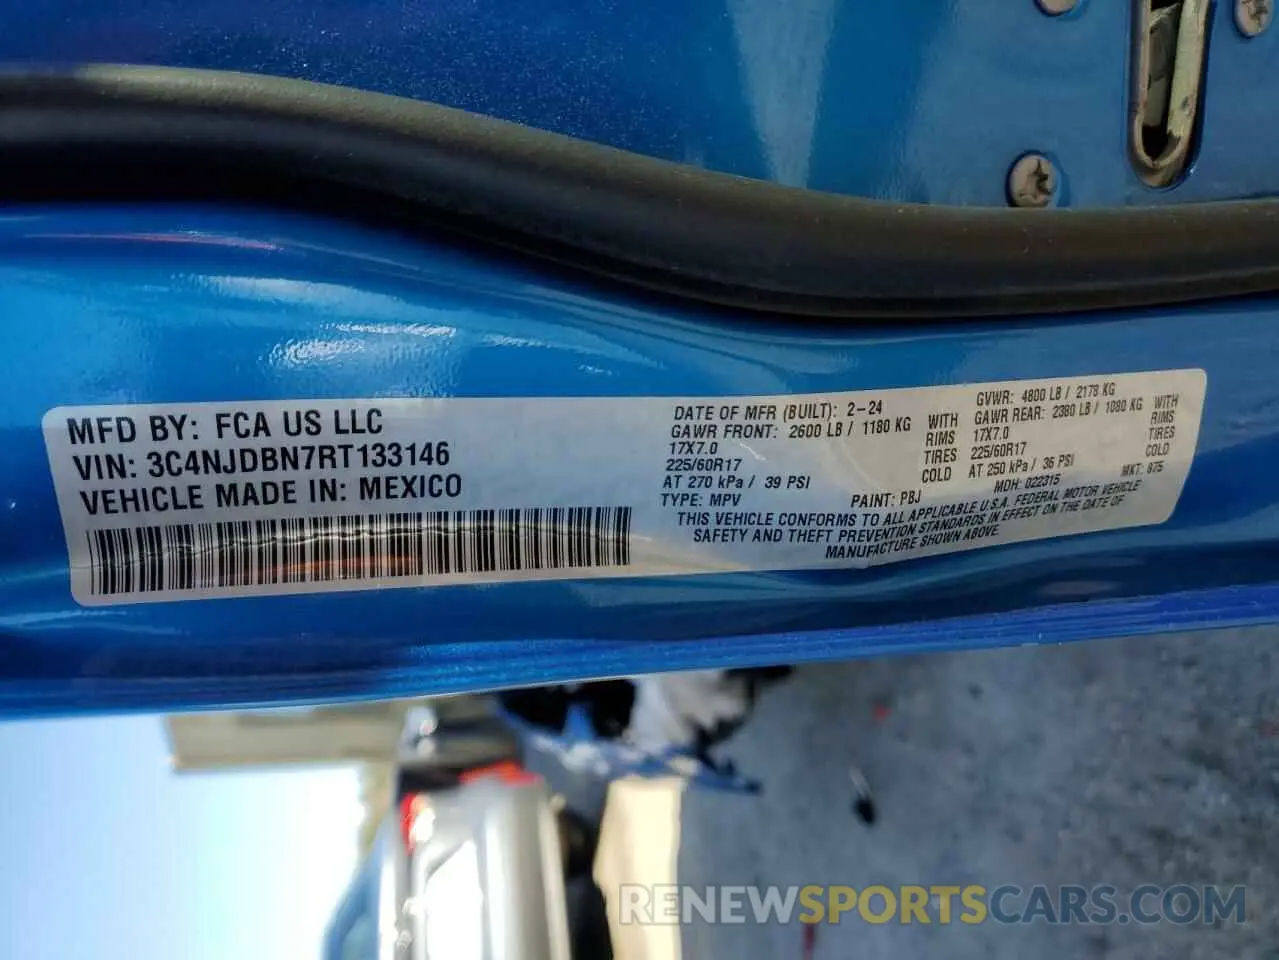 MFD BY: FCA US LLC
VIN: 3C4NJDBN7RT133146
VEHICLE MADE IN: MEXICO
DATE OF MFR (BUILT): 2-24
GAWR FRONT: 2600 LB / 1180 KG WITH
17X7.0 RIMS
225/60R17 TIRES
AT 270 kPa / 39 PSI COLD
TYPE: MPV
GVWR: 4800 LB / 2178 KG
GAWR REAR: 2380 LB / 1080 KG WITH
17X7.0 RIMS
225/60R17 TIRES
AT 250 kPa / 36 PSI COLD
PAINT: PBJ MDH: 022315 MKT: 675
THIS VEHICLE CONFORMS TO ALL APPLICABLE U.S.A. FEDERAL MOTOR VEHICLE
SAFETY AND THEFT PREVENTION STANDARDS IN EFFECT ON THE DATE OF
MANUFACTURE SHOWN ABOVE.
RENEWSPORTSCARS.COM